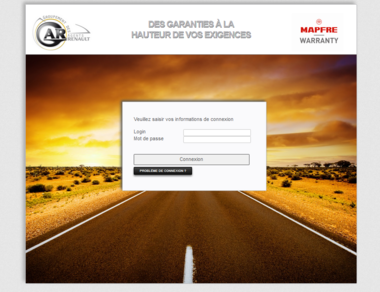 AR
RENAULT
DES GARANTIES À LA
HAUTEUR DE VOS EXIGENCES
MAPFRE
WARRANTY
Veuillez saisir vos informations de connexion
Login
Mot de passe
Connexion
PROBLÈME DE CONNEXION ?